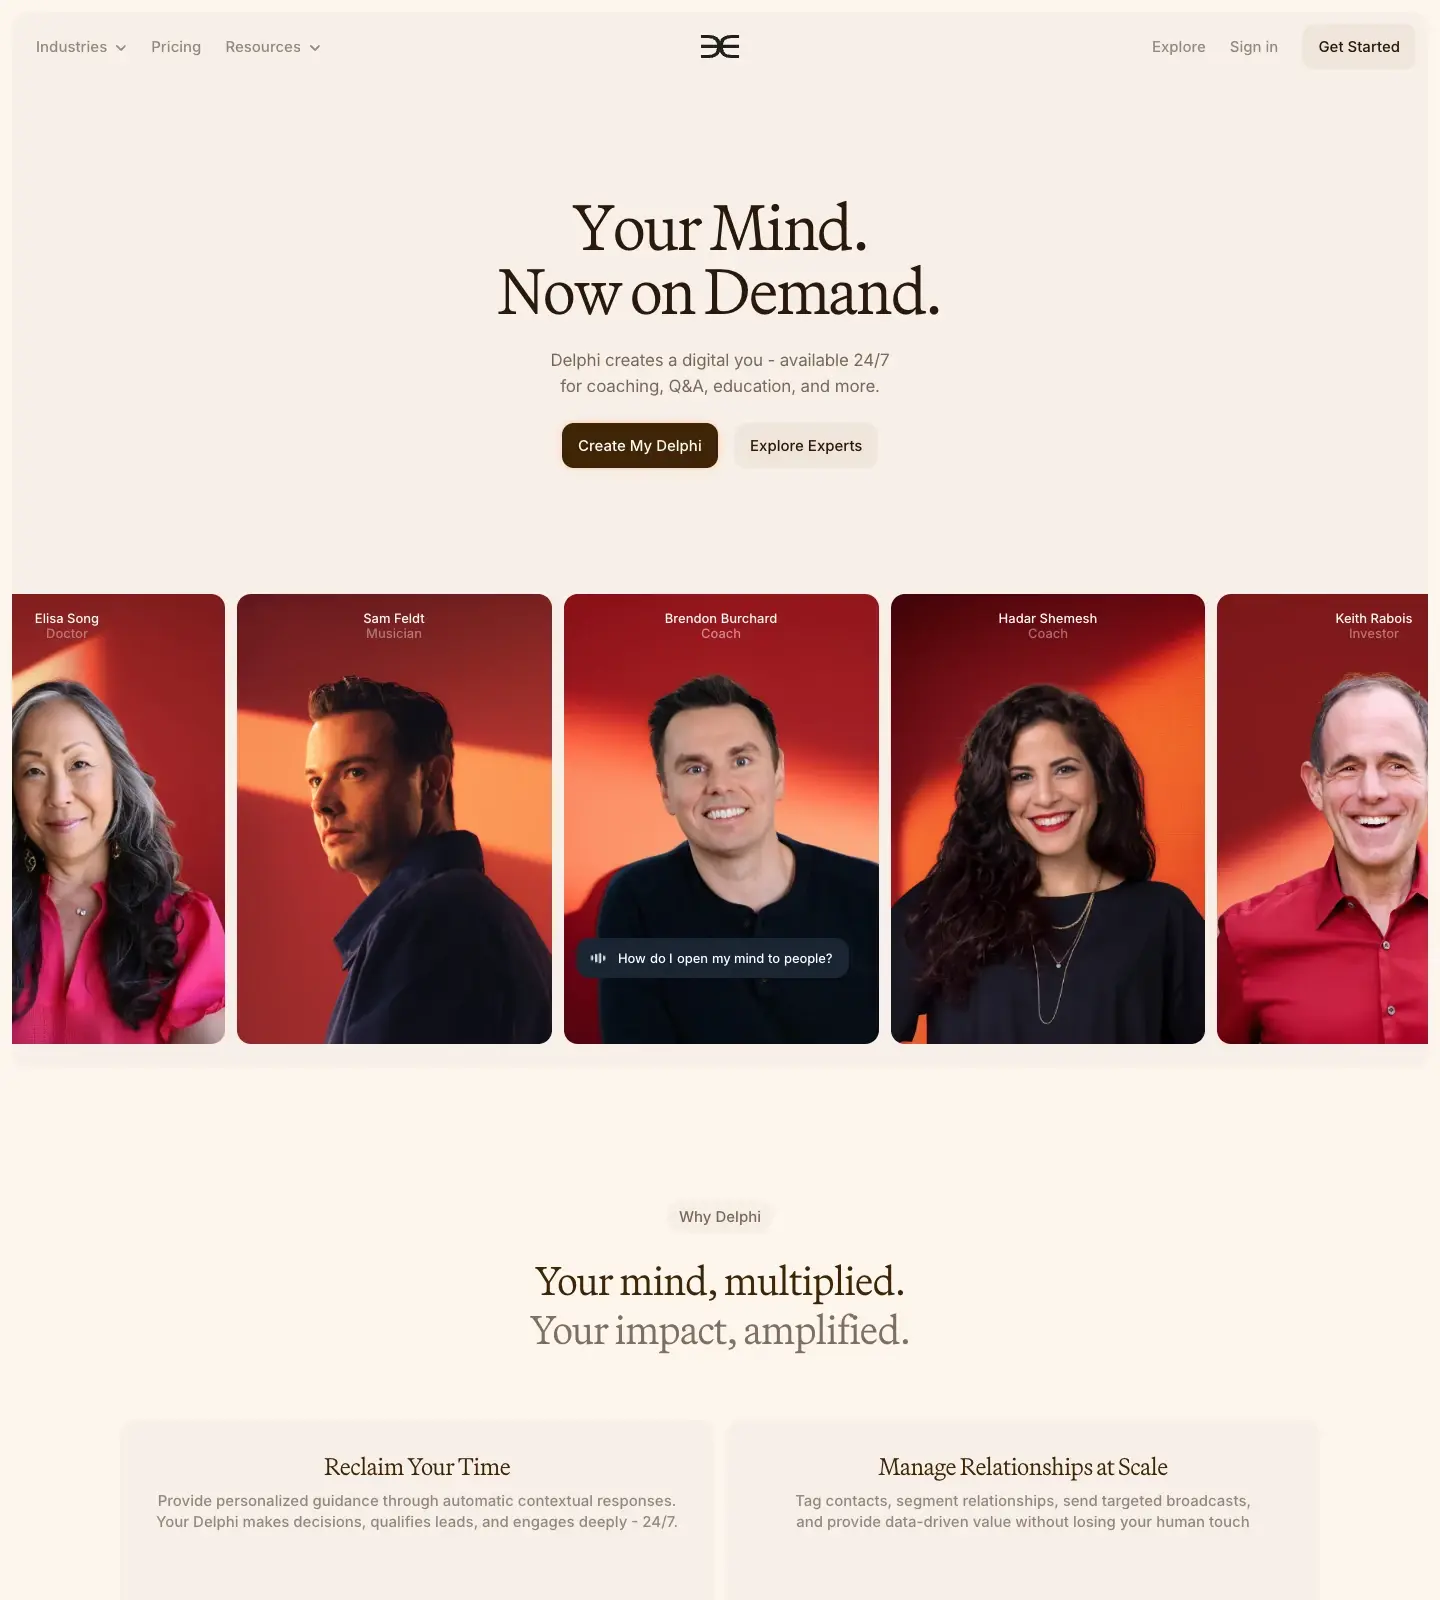 Industries
Pricing
Resources
Explore
Sign in
Get Started
Your Mind.
Now on Demand.
Delphi creates a digital you - available 24/7
for coaching, Q&A, education, and more.
Create My Delphi
Explore Experts
Elisa Song
Doctor
Sam Feldt
Musician
Brendon Burchard
Coach
Hadar Shemesh
Coach
Keith Rabois
Investor
How do I open my mind to people?
Why Delphi
Your mind, multiplied.
Your impact, amplified.
Reclaim Your Time
Provide personalized guidance through automatic contextual responses.
Your Delphi makes decisions, qualifies leads, and engages deeply - 24/7.
Manage Relationships at Scale
Tag contacts, segment relationships, send targeted broadcasts,
and provide data-driven value without losing your human touch